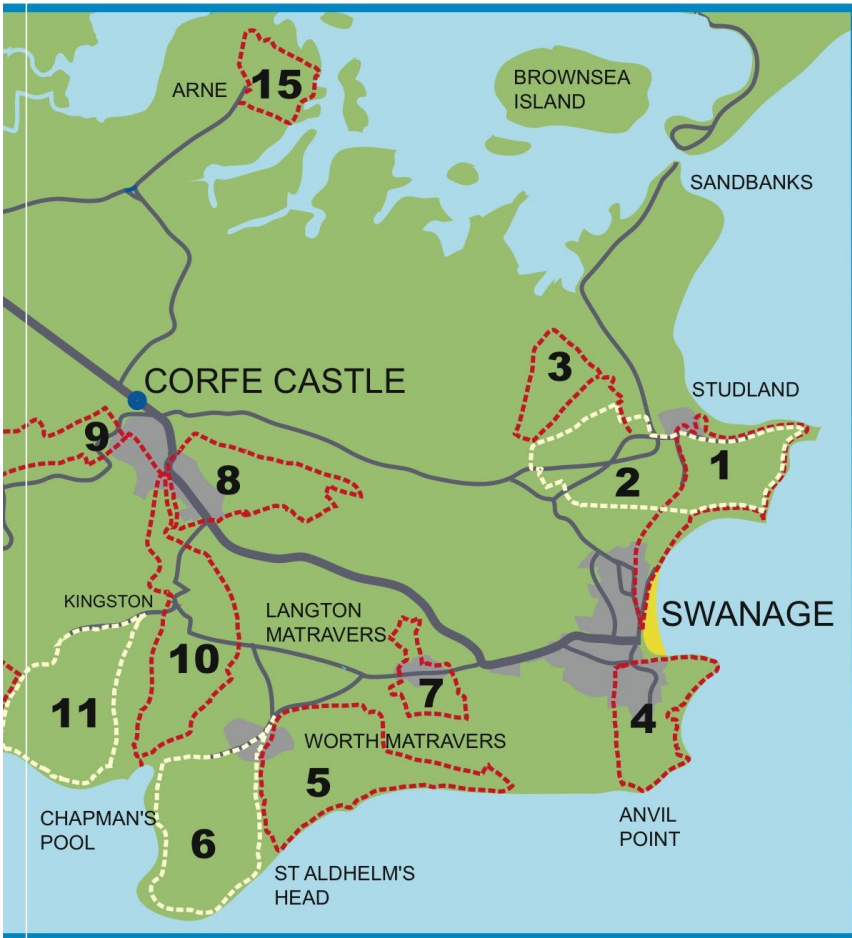 ARNE
15
BROWNSEA
ISLAND
SANDBANKS
CORFE CASTLE
3
STUDLAND
9
8
2
1
KINGSTON
LANGTON
MATRAVERS
SWANAGE
10
7
11
4
WORTH MATRAVERS
5
CHAPMAN'S
POOL
6
ANVIL
POINT
ST ALDHELM'S
HEAD